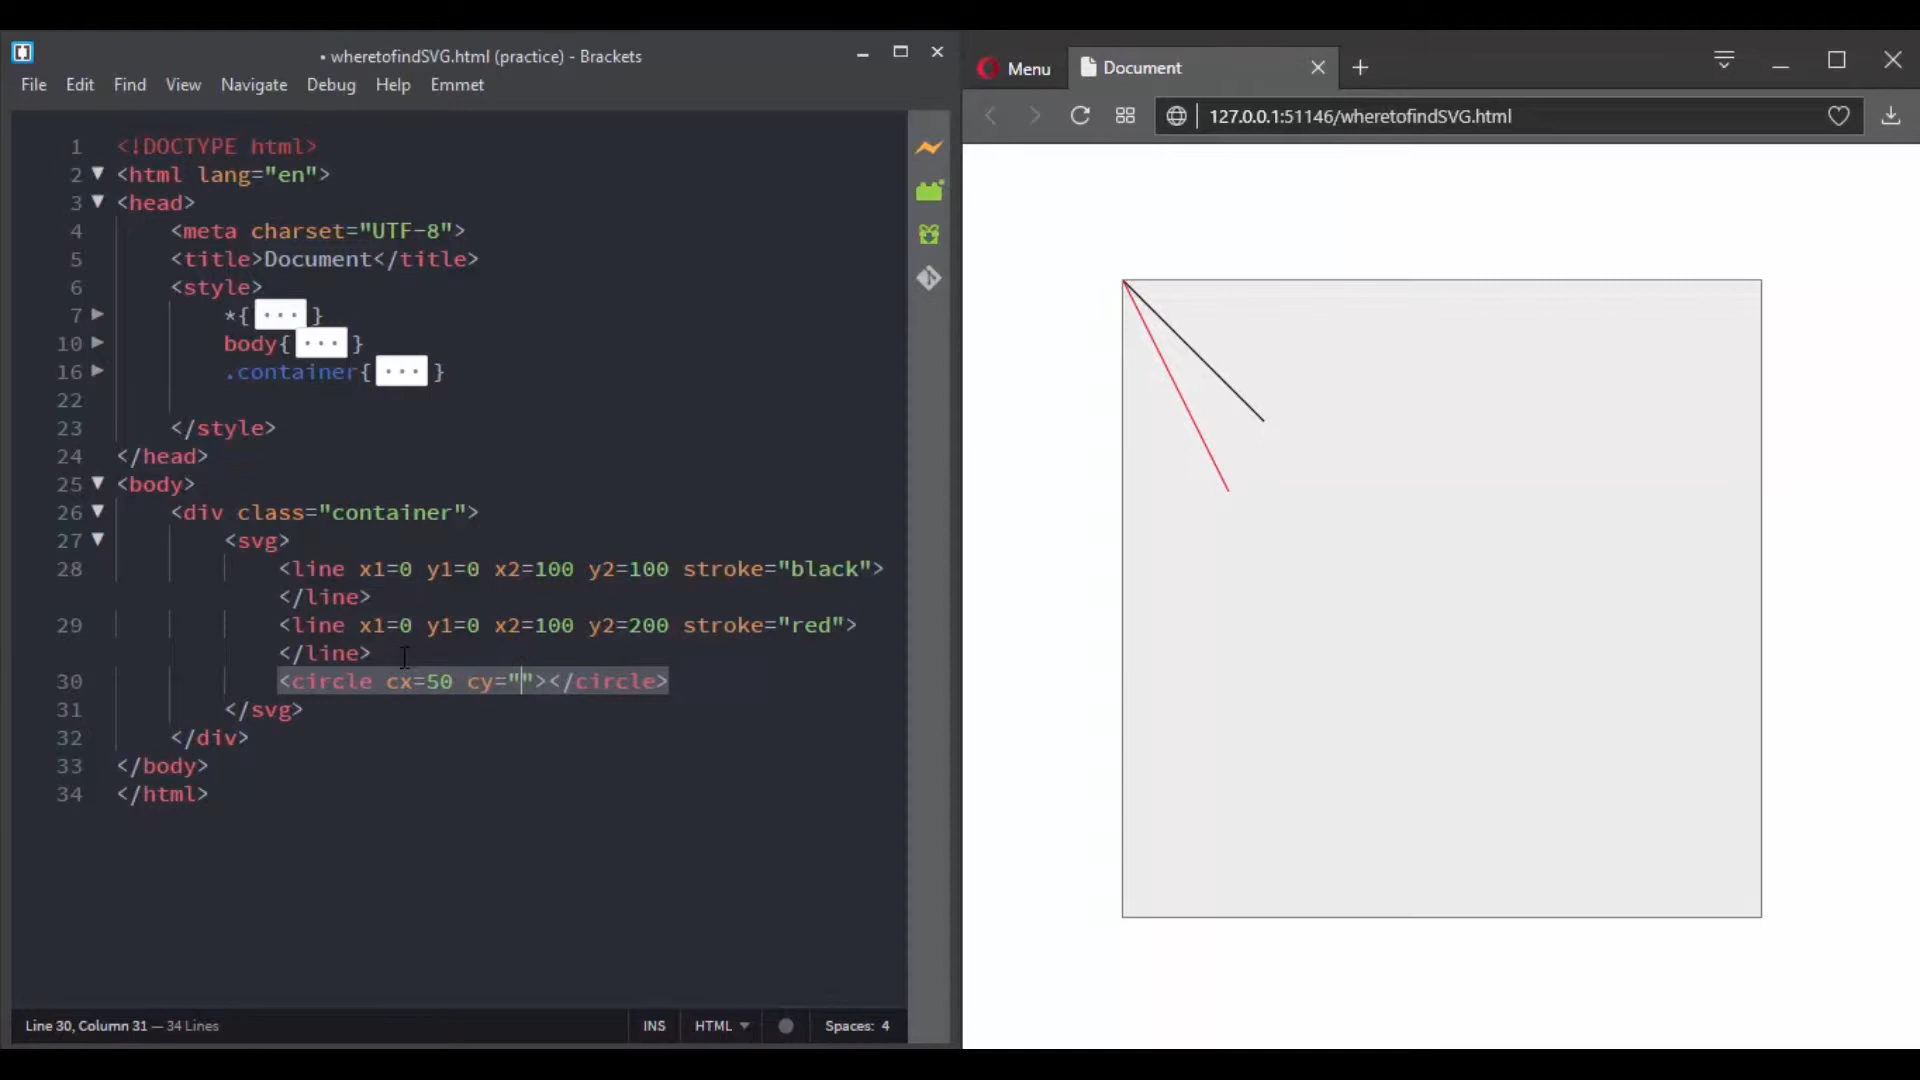 • wheretofindSVG.html (practice) - Brackets
File Edit Find View Navigate Debug Help Emmet
1 <!DOCTYPE html>
2 <html lang="en">
3 <head>
4 <meta charset="UTF-8">
5 <title>Document</title>
6 <style>
7 *{ ··· }
10 body{ ··· }
16 .container{ ··· }
22
23 </style>
24 </head>
25 <body>
26 <div class="container">
27 <svg>
28 <line x1=0 y1=0 x2=100 y2=100 stroke="black">
</line>
29 <line x1=0 y1=0 x2=100 y2=200 stroke="red">
</line>
30 <circle cx=50 cy=""></circle>
31 </svg>
32 </div>
33 </body>
34 </html>
Line 30, Column 31 — 34 Lines
INS HTML Spaces: 4
Menu Document
127.0.0.1:51146/wheretofindSVG.html